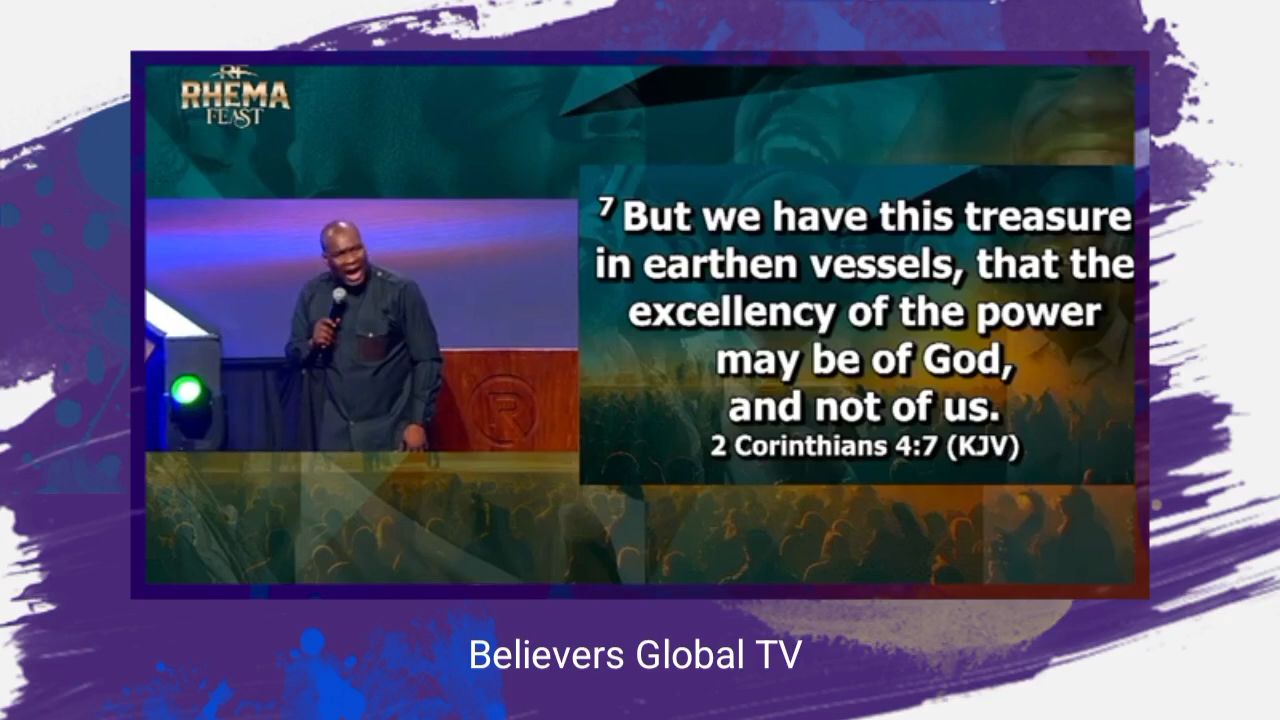 RF
RHEMA
FEAST
7 But we have this treasure
in earthen vessels, that the
excellency of the power
may be of God,
and not of us.
2 Corinthians 4:7 (KJV)
R
Believers Global TV